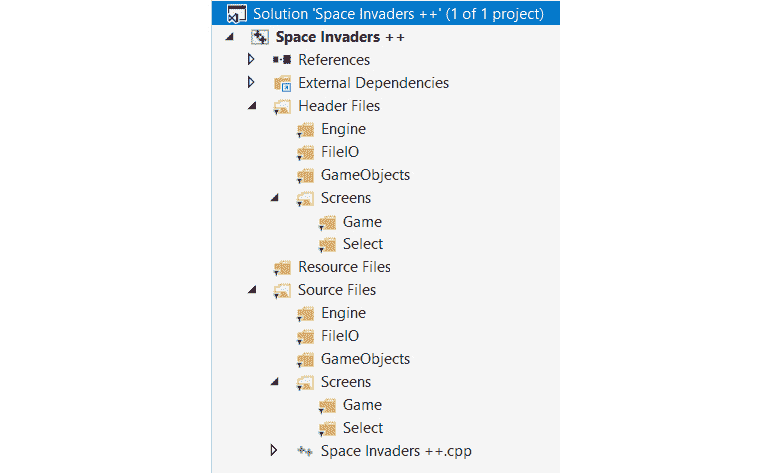 Solution 'Space Invaders ++' (1 of 1 project)
Space Invaders ++
References
External Dependencies
Header Files
Engine
FileIO
GameObjects
Screens
Game
Select
Resource Files
Source Files
Engine
FileIO
GameObjects
Screens
Game
Select
Space Invaders ++.cpp